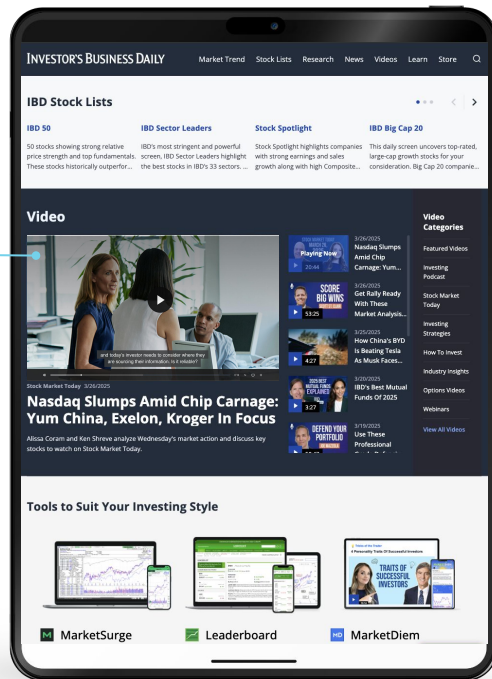 INVESTOR'S BUSINESS DAILY
Market Trend Stock Lists Research News Videos Learn Store
IBD Stock Lists
IBD 50
50 stocks showing strong relative
price strength and top fundamentals.
These stocks historically outperfor...
IBD Sector Leaders
IBD's most stringent and powerful
screen, IBD Sector Leaders highlight
the best stocks in IBD's 33 sectors. ...
Stock Spotlight
Stock Spotlight highlights companies
with strong earnings and sales
growth along with high Composite...
IBD Big Cap 20
This daily screen uncovers top-rated,
large-cap growth stocks for your
consideration. Big Cap 20 companie...
Video
and today's investor needs to consider where they
are sourcing their information. Is it reliable?
Stock Market Today 3/26/2025
Nasdaq Slumps Amid Chip Carnage:
Yum China, Exelon, Kroger In Focus
Alissa Coram and Ken Shreve analyze Wednesday's market action and discuss key
stocks to watch on Stock Market Today.
Playing Now
20:44
3/26/2025
Nasdaq Slumps
Amid Chip
Carnage: Yum...
SCORE
BIG WINS
53:25
3/26/2025
Get Rally Ready
With These
Market Analysis...
4:27
3/25/2025
How China's BYD
Is Beating Tesla
As Musk Faces...
2025 BEST
MUTUAL FUNDS
EXPLAINED
3:27
3/20/2025
IBD's Best Mutual
Funds Of 2025
DEFEND YOUR
PORTFOLIO
3/19/2025
Use These
Professional
Video
Categories
Featured Videos
Investing
Podcast
Stock Market
Today
Investing
Strategies
How To Invest
Industry Insights
Options Videos
Webinars
View All Videos
Tools to Suit Your Investing Style
4 Personality Traits Of Successful Investors
TRAITS OF
SUCCESSFUL
INVESTORS
M MarketSurge
Leaderboard
MD MarketDiem